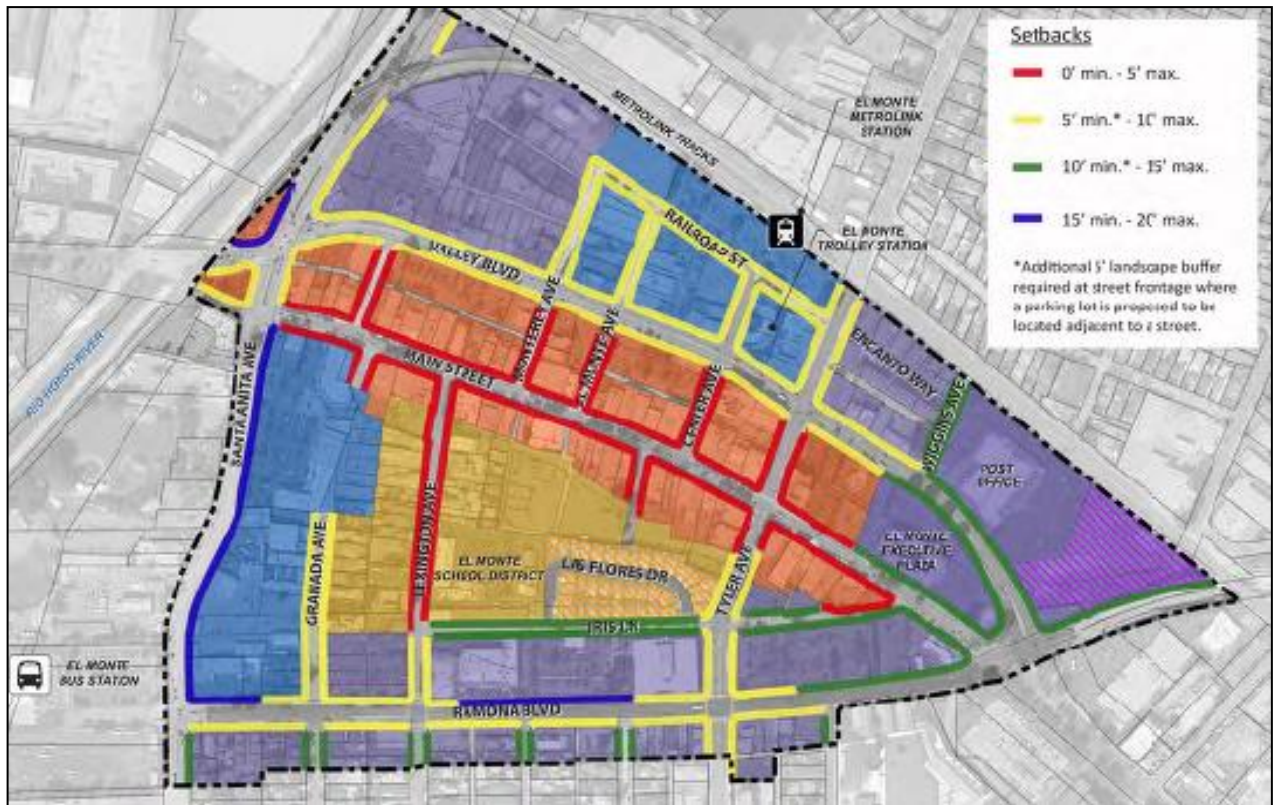 Setbacks
0' min. - 5' max.
5' min.* - 10' max.
10' min.* - 15' max.
15' min. - 20' max.
*Additional 5' landscape buffer
required at street frontage where
a parking lot is proposed to be
located adjacent to a street.
METROLINK TRACKS
EL MONTE
METROLINK
STATION
EL MONTE
TROLLEY STATION
RAILROAD ST
VALLEY BLVD
MONTEREY AVE
EL MONTE AVE
CENTER AVE
ENCANTO WAY
WIGGINS AVE
POST
OFFICE
MAIN STREET
RIO HONDO RIVER
SANTA ANITA AVE
LEXINGTON AVE
GRANADA AVE
EL MONTE
SCHOOL DISTRICT
LAS FLORES DR
TYLER AVE
EL MONTE
EXECUTIVE
PLAZA
IRIS LN
EL MONTE
BUS STATION
RAMONA BLVD